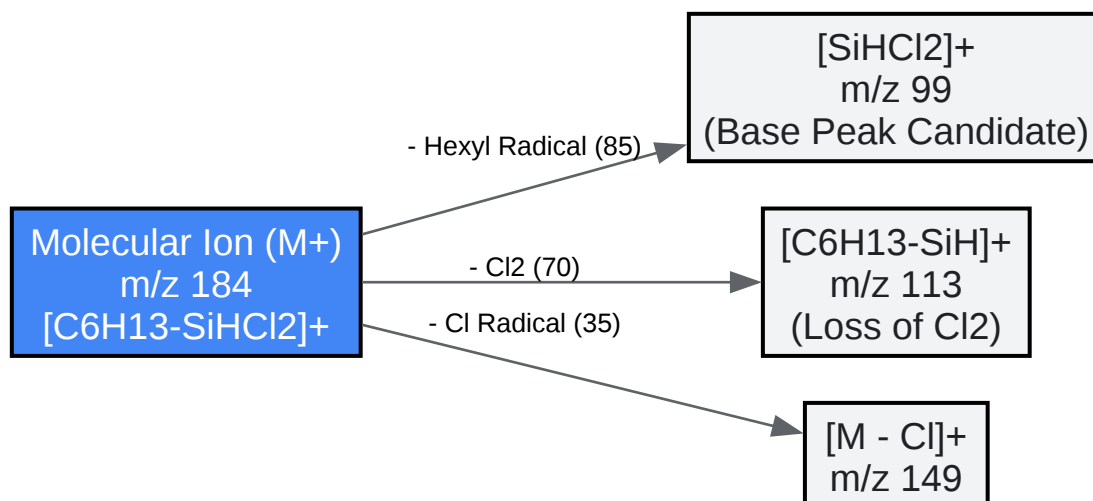 [SiHCl2]+
m/z 99
(Base Peak Candidate)
- Hexyl Radical (85)
Molecular Ion (M+)
m/z 184
[C6H13-SiHCl2]+
- Cl2 (70)
[C6H13-SiH]+
m/z 113
(Loss of Cl2)
- Cl Radical (35)
[M - Cl]+
m/z 149